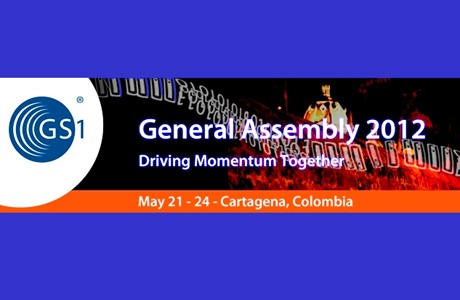 GS1®
General Assembly 2012
Driving Momentum Together
May 21 - 24 - Cartagena, Colombia